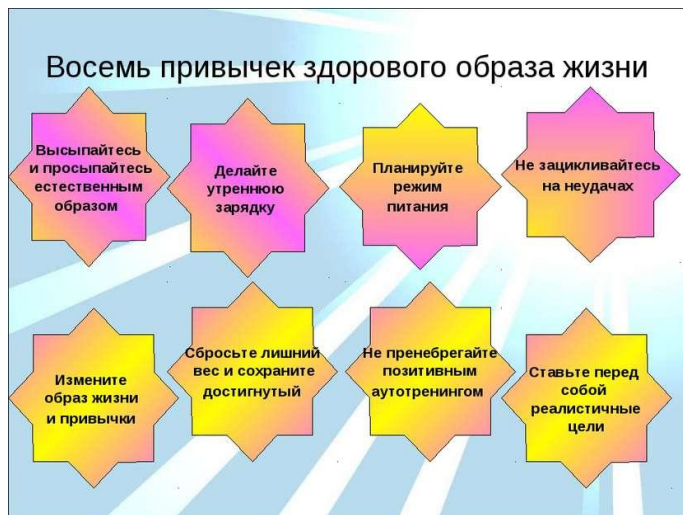 Восемь привычек здорового образа жизни
Высыпайтесь
и просыпайтесь
естественным
образом
Делайте
утреннюю
зарядку
Планируйте
режим
питания
Не зацикливайтесь
на неудачах
Измените
образ жизни
и привычки
Сбросьте лишний
вес и сохраните
достигнутый
Не пренебрегайте
позитивным
аутотренингом
Ставьте перед
собой
реалистичные
цели